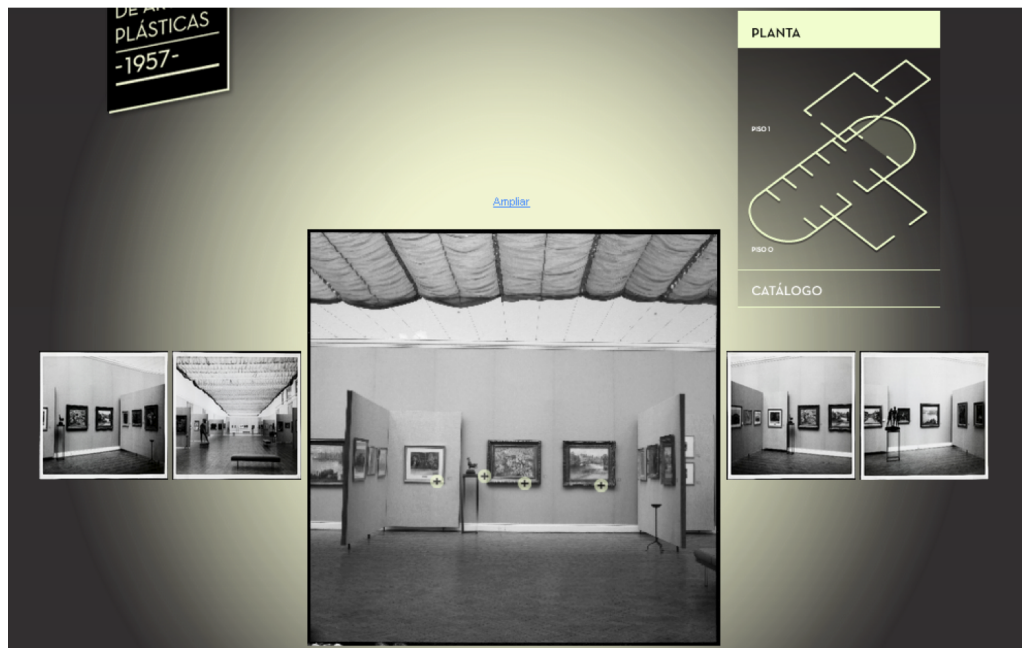 PLÁSTICAS
-1957-
PLANTA
PISO 1
PISO 0
CATÁLOGO
Ampliar